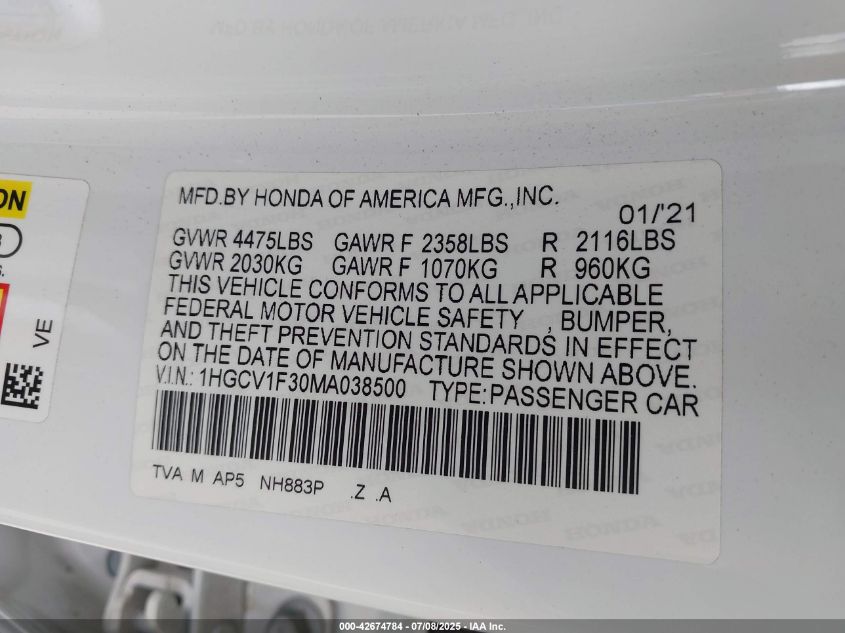 MFD.BY HONDA OF AMERICA MFG.,INC.
01/'21
GVWR 4475LBS GAWR F 2358LBS R 2116LBS
GVWR 2030KG GAWR F 1070KG R 960KG
THIS VEHICLE CONFORMS TO ALL APPLICABLE
FEDERAL MOTOR VEHICLE SAFETY , BUMPER,
AND THEFT PREVENTION STANDARDS IN EFFECT
ON THE DATE OF MANUFACTURE SHOWN ABOVE.
V.I.N.: 1HGCV1F30MA038500 TYPE:PASSENGER CAR
TVA M AP5 NH883P .Z .A
ON
S.
VE
000-42674784 - 07/08/2025 - IAA Inc.